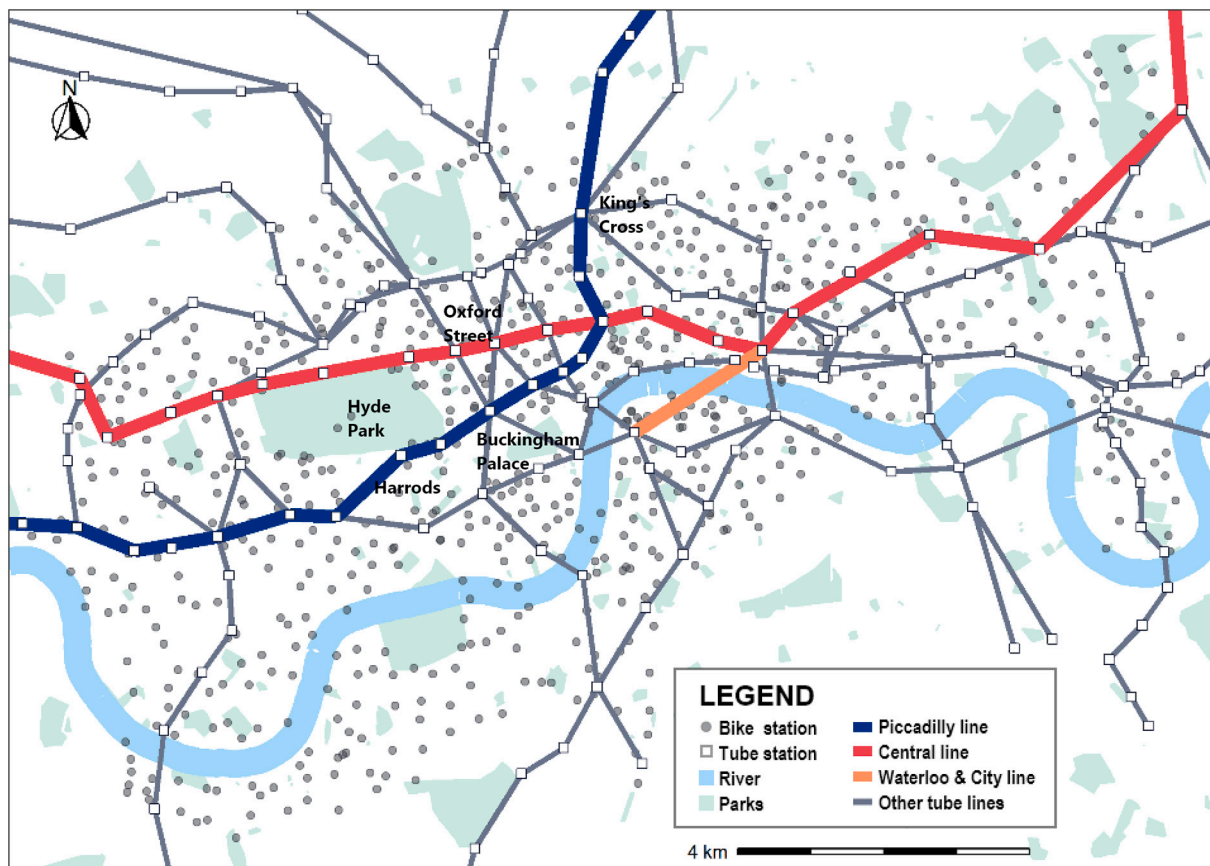 N
King's
Cross
Oxford
Street
Hyde
Park
Buckingham
Palace
Harrods
LEGEND
Bike station
Piccadilly line
Tube station
Central line
River
Waterloo & City line
Parks
Other tube lines
4 km